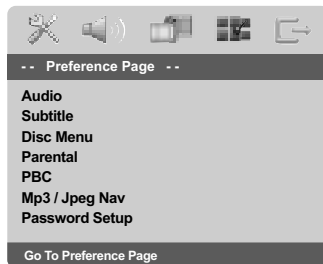 - - Preference Page - -
Audio
Subtitle
Disc Menu
Parental
PBC
Mp3 / Jpeg Nav
Password Setup
Go To Preference Page